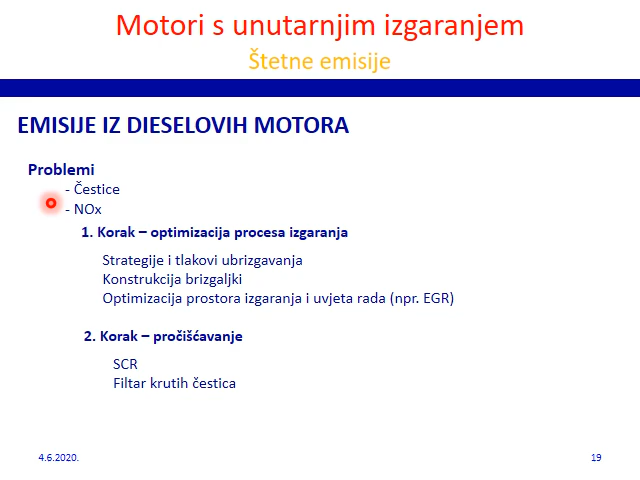 Motori s unutarnjim izgaranjem
Štetne emisije
EMISIJE IZ DIESELOVIH MOTORA
Problemi
- Čestice
- NOx
1. Korak – optimizacija procesa izgaranja
Strategije i tlakovi ubrizgavanja
Konstrukcija brizgaljki
Optimizacija prostora izgaranja i uvjeta rada (npr. EGR)
2. Korak – pročišćavanje
SCR
Filtar krutih čestica
4.6.2020.
19